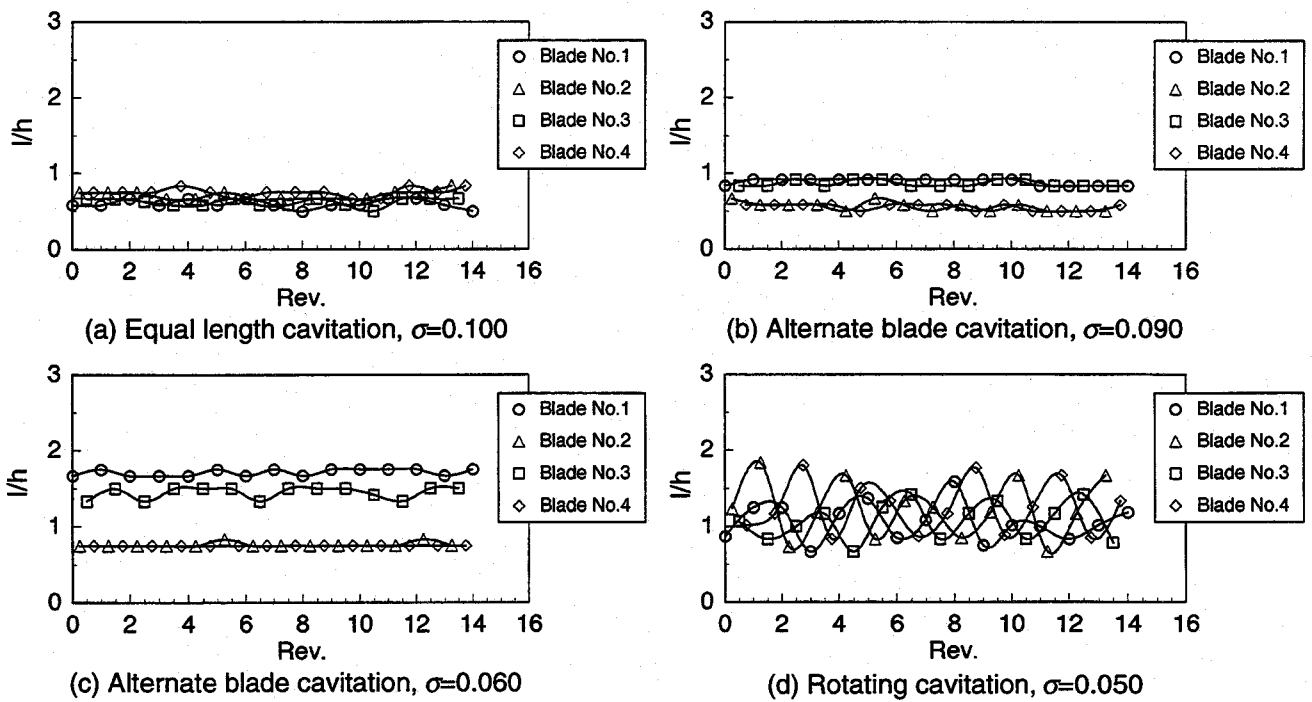 3
2
1
0
l/h
0 2 4 6 8 10 12 14 16
Rev.
Blade No.1
Blade No.2
Blade No.3
Blade No.4
(a) Equal length cavitation, σ=0.100
3
2
1
0
l/h
0 2 4 6 8 10 12 14 16
Rev.
Blade No.1
Blade No.2
Blade No.3
Blade No.4
(b) Alternate blade cavitation, σ=0.090
3
2
1
0
l/h
0 2 4 6 8 10 12 14 16
Rev.
Blade No.1
Blade No.2
Blade No.3
Blade No.4
(c) Alternate blade cavitation, σ=0.060
3
2
1
0
l/h
0 2 4 6 8 10 12 14 16
Rev.
Blade No.1
Blade No.2
Blade No.3
Blade No.4
(d) Rotating cavitation, σ=0.050